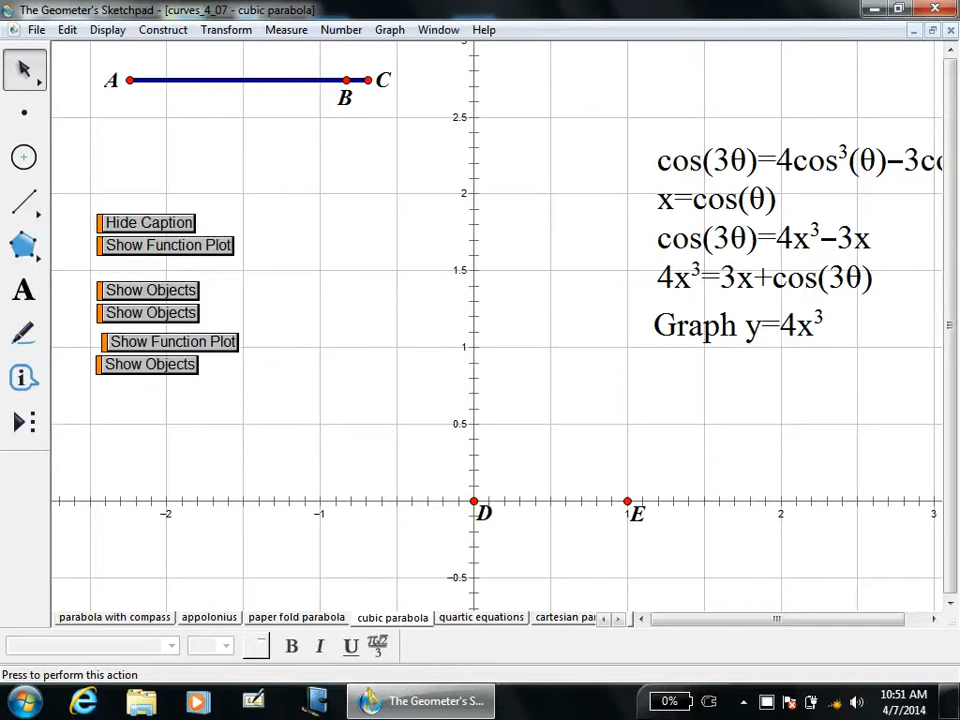 The Geometer's Sketchpad - [curves_4_07 - cubic parabola]
File Edit Display Construct Transform Measure Number Graph Window Help
A B C
3
2.5
2
1.5
1
0.5
-0.5
-2 -1 1 2 3
D E
cos(3θ)=4cos³(θ)−3co
x=cos(θ)
cos(3θ)=4x³−3x
4x³=3x+cos(3θ)
Graph y=4x³
Hide Caption
Show Function Plot
Show Objects
Show Objects
Show Function Plot
Show Objects
parabola with compass appolonius paper fold parabola cubic parabola quartic equations cartesian pa
B I U π√2/3
Press to perform this action
The Geometer's S...
0%
10:51 AM
4/7/2014